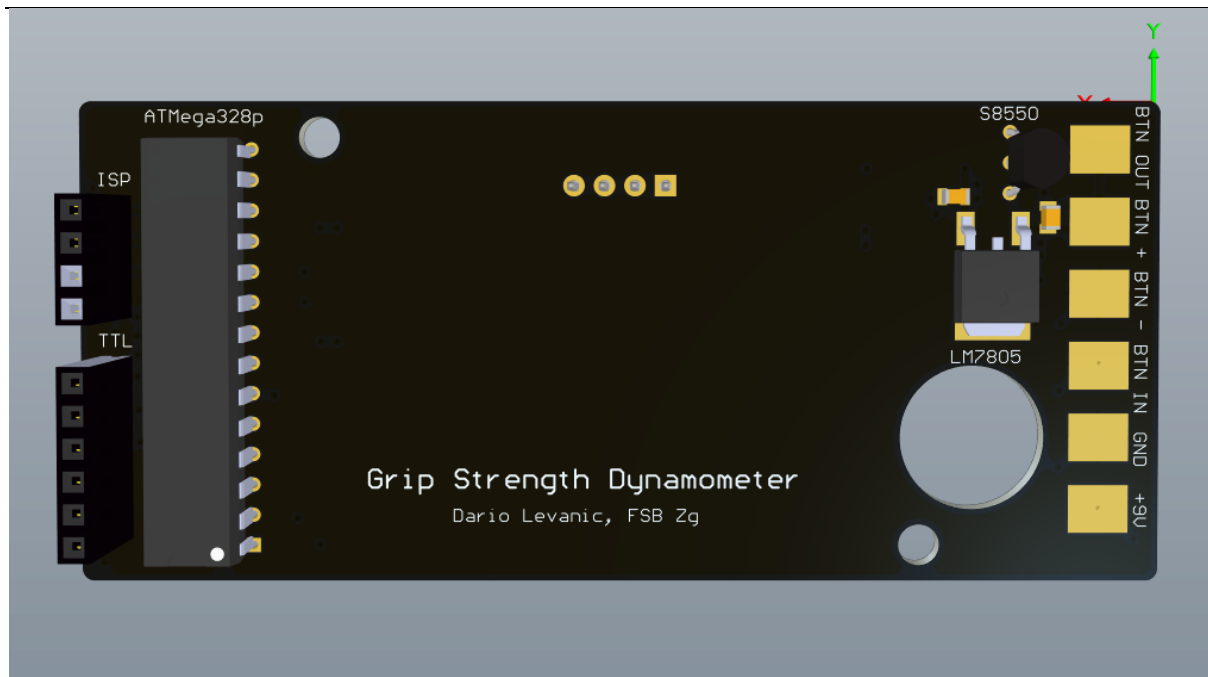 Y
X
ATMega328p
S8550
ISP
TTL
LM7805
BTN OUT
BTN +
BTN -
BTN IN
GND
+9V
Grip Strength Dynamometer
Dario Levanic, FSB Zg